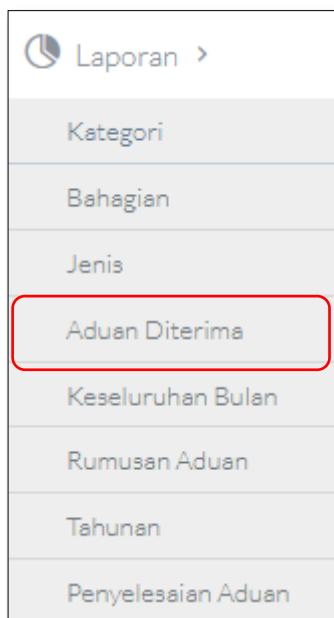 Laporan >
Kategori
Bahagian
Jenis
Aduan Diterima
Keseluruhan Bulan
Rumusan Aduan
Tahunan
Penyelesaian Aduan